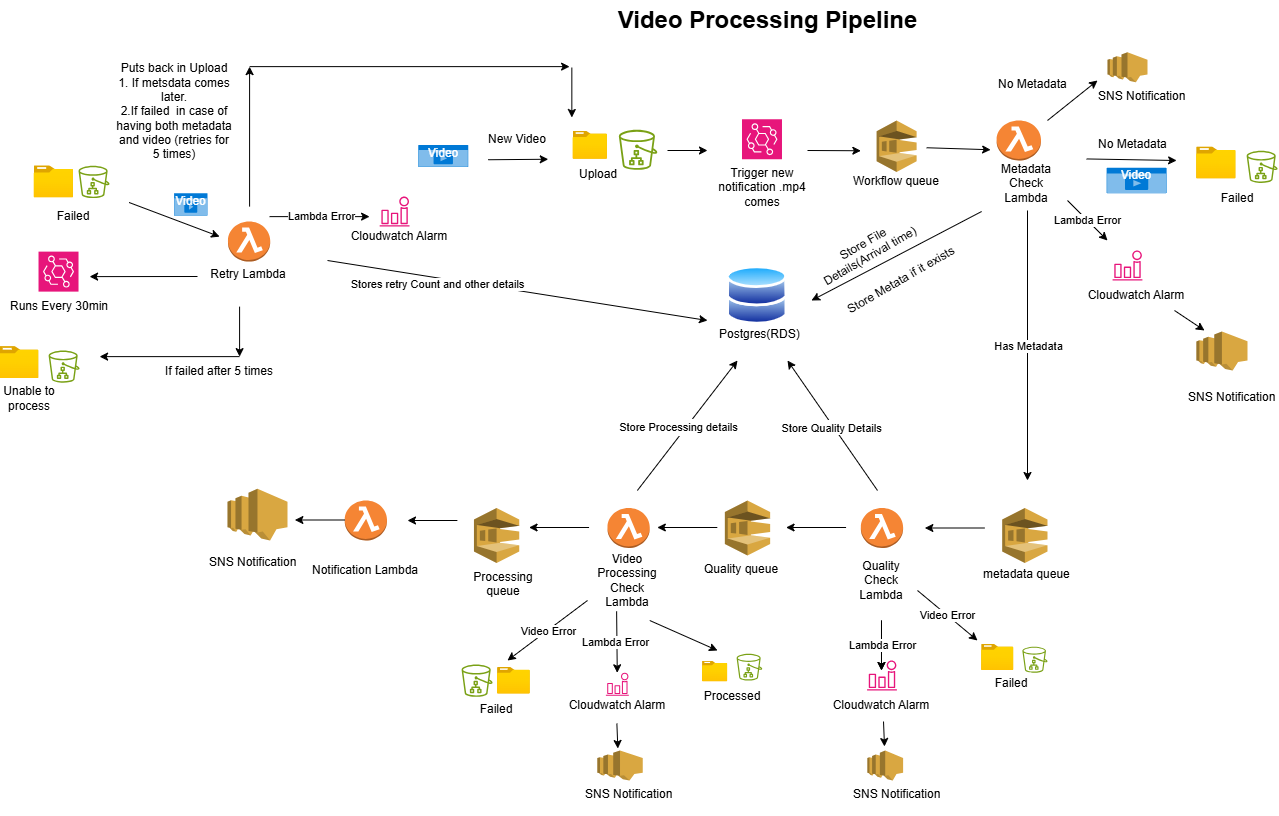 Video Processing Pipeline
Puts back in Upload
1. If metsdata comes
later.
2.If failed in case of
having both metadata
and video (retries for
5 times)
Failed
Video
Retry Lambda
Lambda Error
Cloudwatch Alarm
Runs Every 30min
If failed after 5 times
Unable to
process
Stores retry Count and other details
Video
New Video
Upload
Trigger new
notification .mp4
comes
Workflow queue
Metadata
Check
Lambda
No Metadata
SNS Notification
No Metadata
Video
Failed
Lambda Error
Cloudwatch Alarm
SNS Notification
Store File
Details(Arrival time)
Store Metata if it exists
Postgres(RDS)
Has Metadata
Store Processing details
Store Quality Details
SNS Notification
Notification Lambda
Processing
queue
Video
Processing
Check
Lambda
Quality queue
Quality
Check
Lambda
metadata queue
Video Error
Lambda Error
Failed
Cloudwatch Alarm
Processed
SNS Notification
Lambda Error
Video Error
Cloudwatch Alarm
Failed
SNS Notification